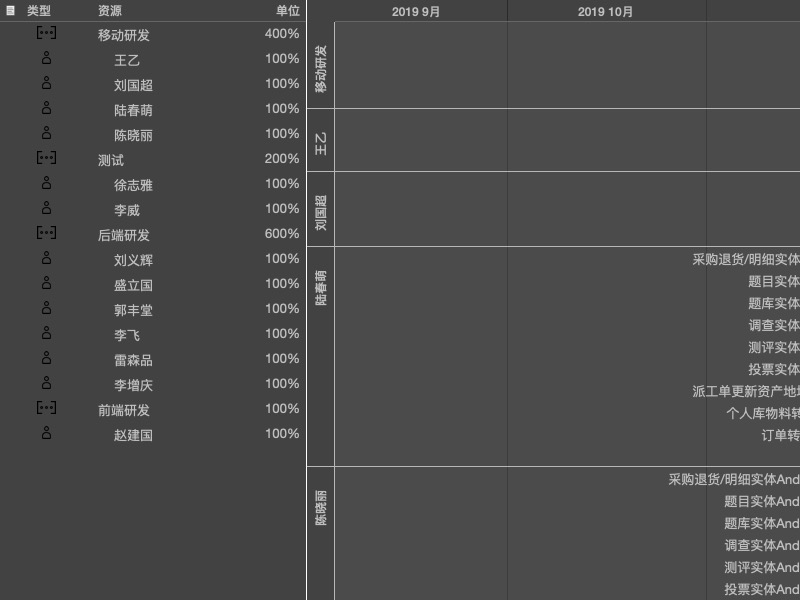 类型 资源 单位
移动研发 400%
王乙 100%
刘国超 100%
陆春萌 100%
陈晓丽 100%
测试 200%
徐志雅 100%
李威 100%
后端研发 600%
刘义辉 100%
盛立国 100%
郭丰堂 100%
李飞 100%
雷森品 100%
李增庆 100%
前端研发
赵建国 100%
2019 9月 2019 10月
移动研发
王乙
刘国超
陆春萌
采购退货/明细实体
题目实体
题库实体
调查实体
测评实体
投票实体
派工单更新资产地
个人库物料转
订单转
陈晓丽
采购退货/明细实体And
题目实体And
题库实体And
调查实体And
测评实体And
投票实体And